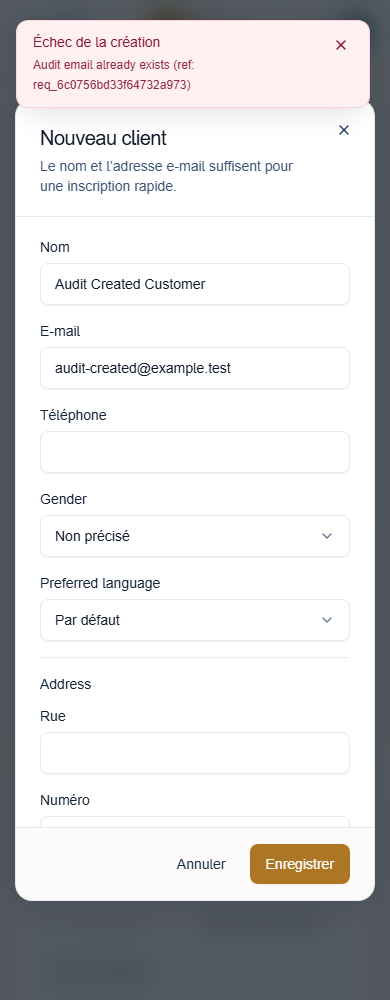 Échec de la création
Audit email already exists (ref:
req_6c0756bd33f64732a973)
Nouveau client
Le nom et l'adresse e-mail suffisent pour
une inscription rapide.
Nom
Audit Created Customer
E-mail
audit-created@example.test
Téléphone
Gender
Non précisé
Preferred language
Par défaut
Address
Rue
Numéro
Annuler
Enregistrer